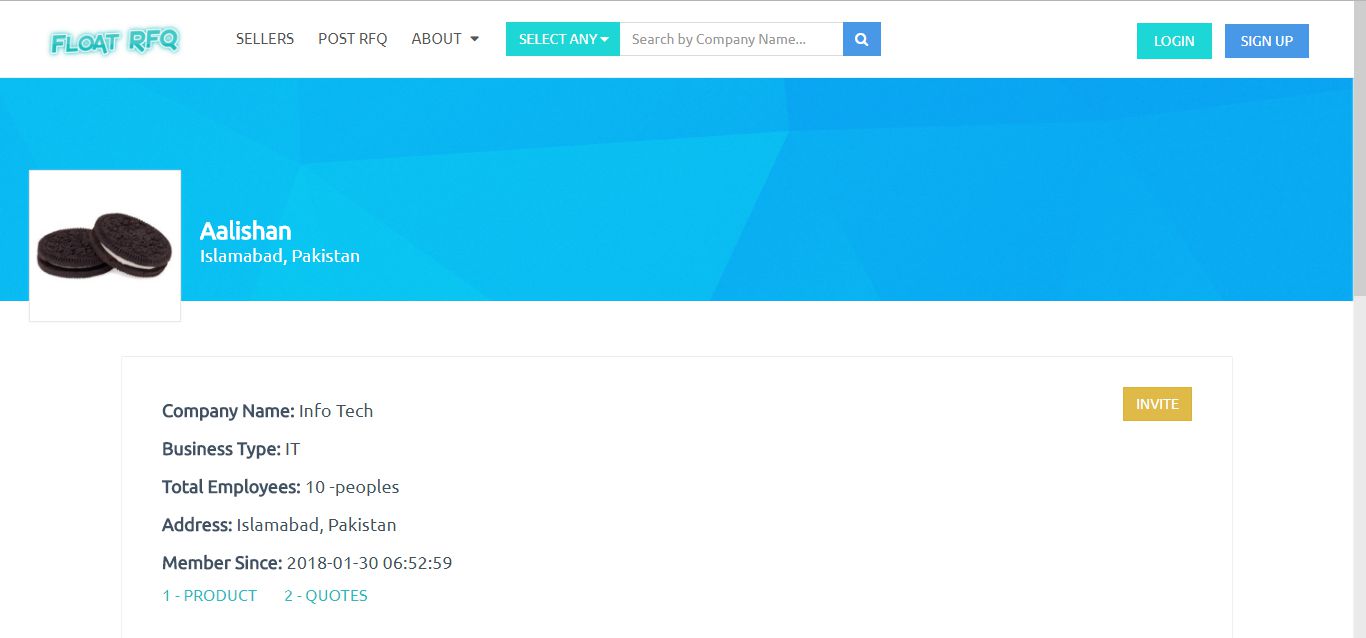 FLOAT RFQ
SELLERS POST RFQ ABOUT SELECT ANY Search by Company Name... LOGIN SIGN UP
Aalishan
Islamabad, Pakistan
INVITE
Company Name: Info Tech
Business Type: IT
Total Employees: 10 -peoples
Address: Islamabad, Pakistan
Member Since: 2018-01-30 06:52:59
1 - PRODUCT 2 - QUOTES